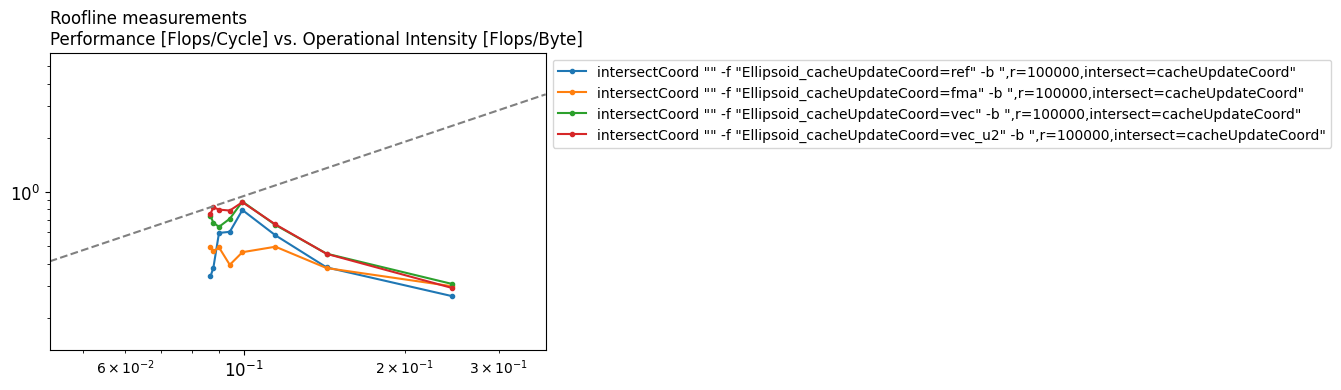 Roofline measurements
Performance [Flops/Cycle] vs. Operational Intensity [Flops/Byte]
intersectCoord "" -f "Ellipsoid_cacheUpdateCoord=ref" -b ",r=100000,intersect=cacheUpdateCoord"
intersectCoord "" -f "Ellipsoid_cacheUpdateCoord=fma" -b ",r=100000,intersect=cacheUpdateCoord"
intersectCoord "" -f "Ellipsoid_cacheUpdateCoord=vec" -b ",r=100000,intersect=cacheUpdateCoord"
intersectCoord "" -f "Ellipsoid_cacheUpdateCoord=vec_u2" -b ",r=100000,intersect=cacheUpdateCoord"
10⁰
6 × 10⁻² 10⁻¹ 2 × 10⁻¹ 3 × 10⁻¹